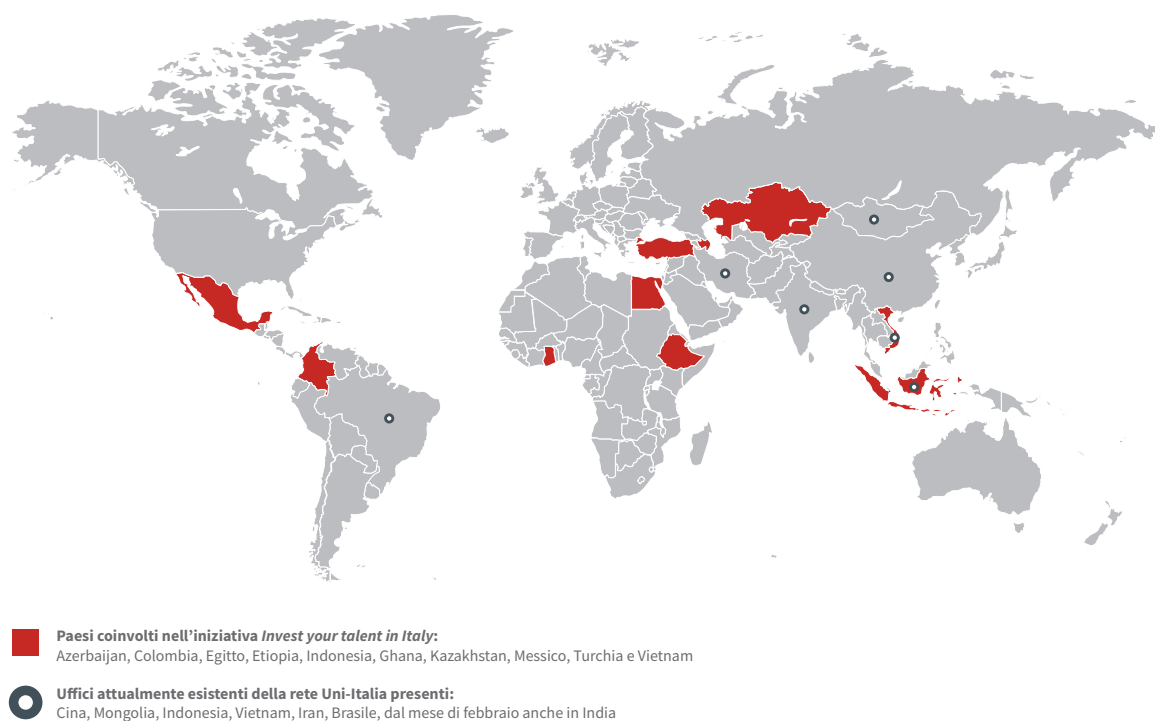 Paesi coinvolti nell’iniziativa Invest your talent in Italy:
Azerbaijan, Colombia, Egitto, Etiopia, Indonesia, Ghana, Kazakhstan, Messico, Turchia e Vietnam
Uffici attualmente esistenti della rete Uni-Italia presenti:
Cina, Mongolia, Indonesia, Vietnam, Iran, Brasile, dal mese di febbraio anche in India